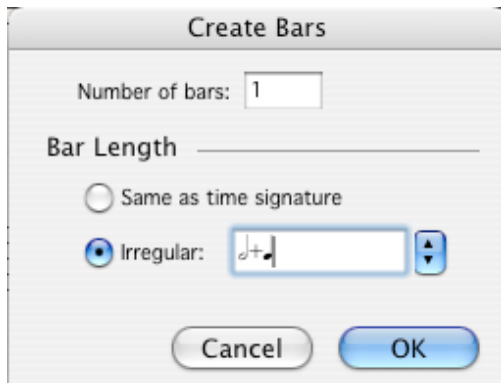 Create Bars
Number of bars: 1
Bar Length
Same as time signature
Irregular: 𝅗𝅥+𝅘𝅥
Cancel OK